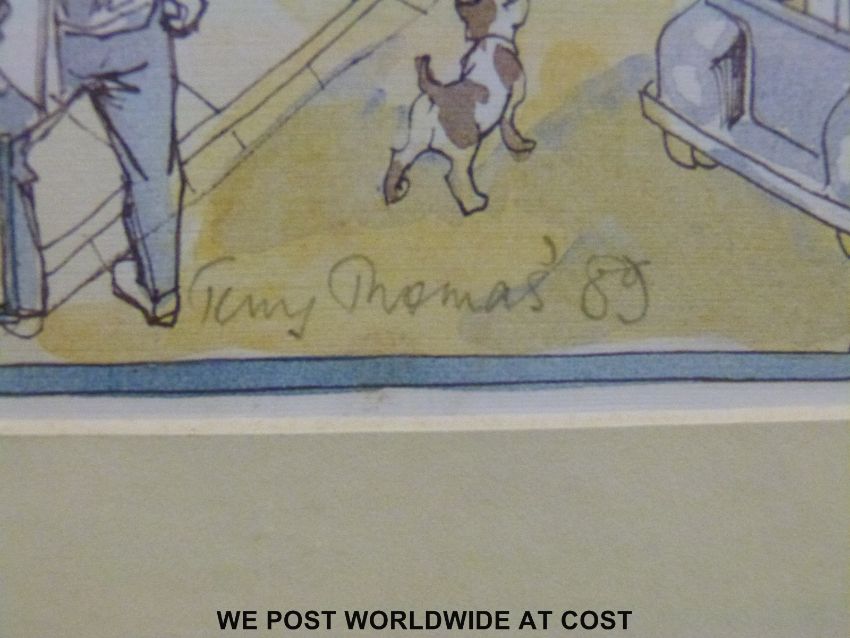 Terry Thomas '89
WE POST WORLDWIDE AT COST